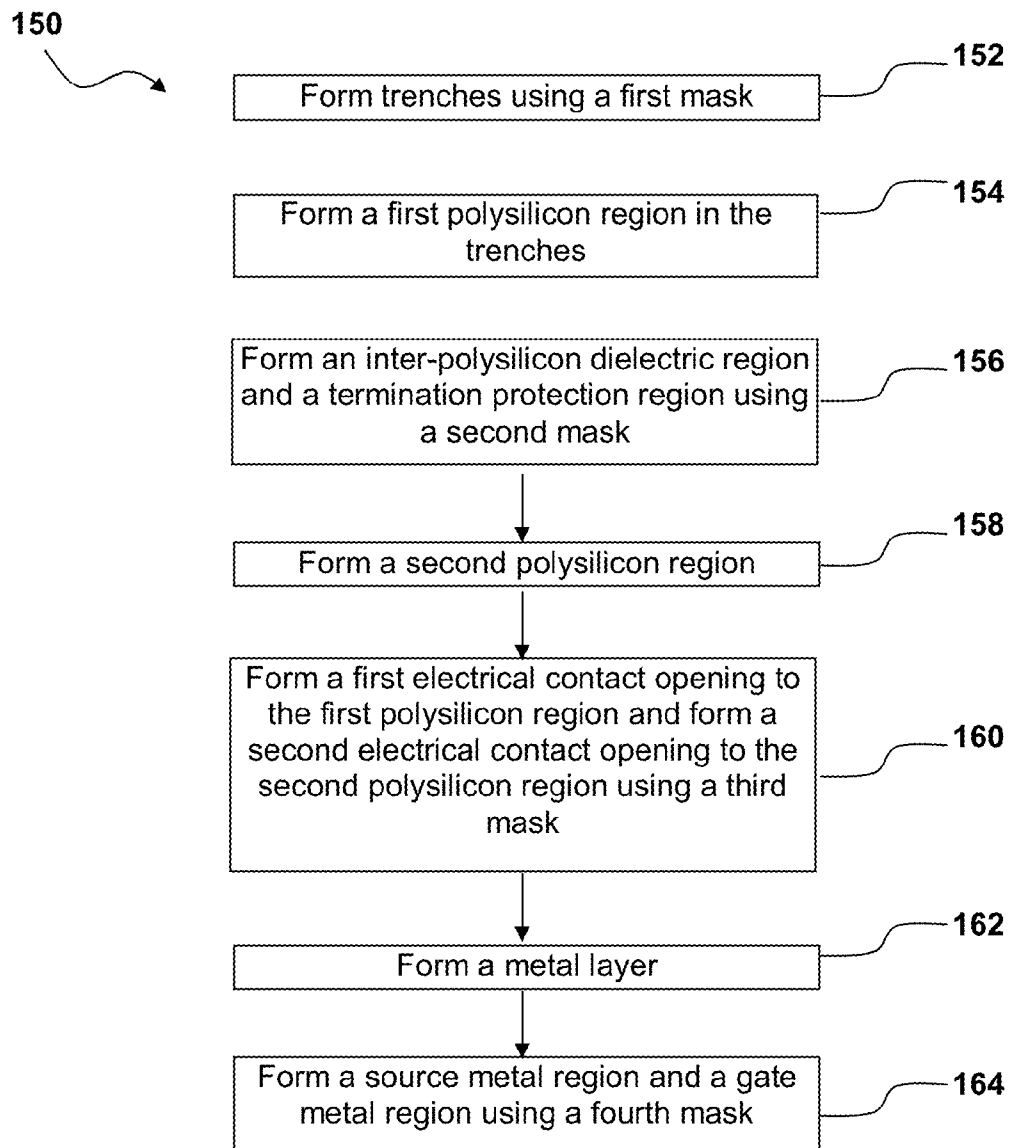 150
152
Form trenches using a first mask
154
Form a first polysilicon region in the
trenches
156
Form an inter-polysilicon dielectric region
and a termination protection region using
a second mask
158
Form a second polysilicon region
Form a first electrical contact opening to
the first polysilicon region and form a
second electrical contact opening to the
second polysilicon region using a third
mask
160
162
Form a metal layer
Form a source metal region and a gate
metal region using a fourth mask
164